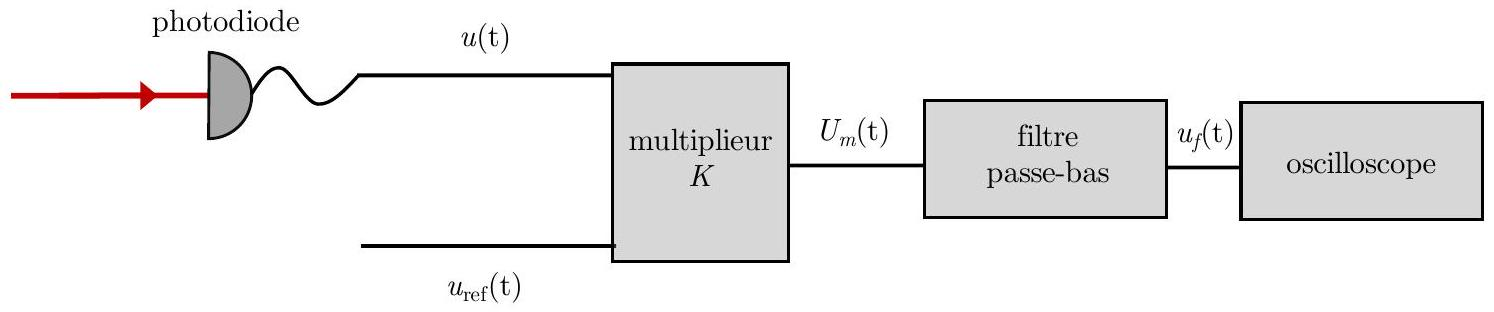 photodiode
u(t)
multiplieur
K
U_m(t)
filtre
passe-bas
u_f(t)
oscilloscope
u_ref(t)